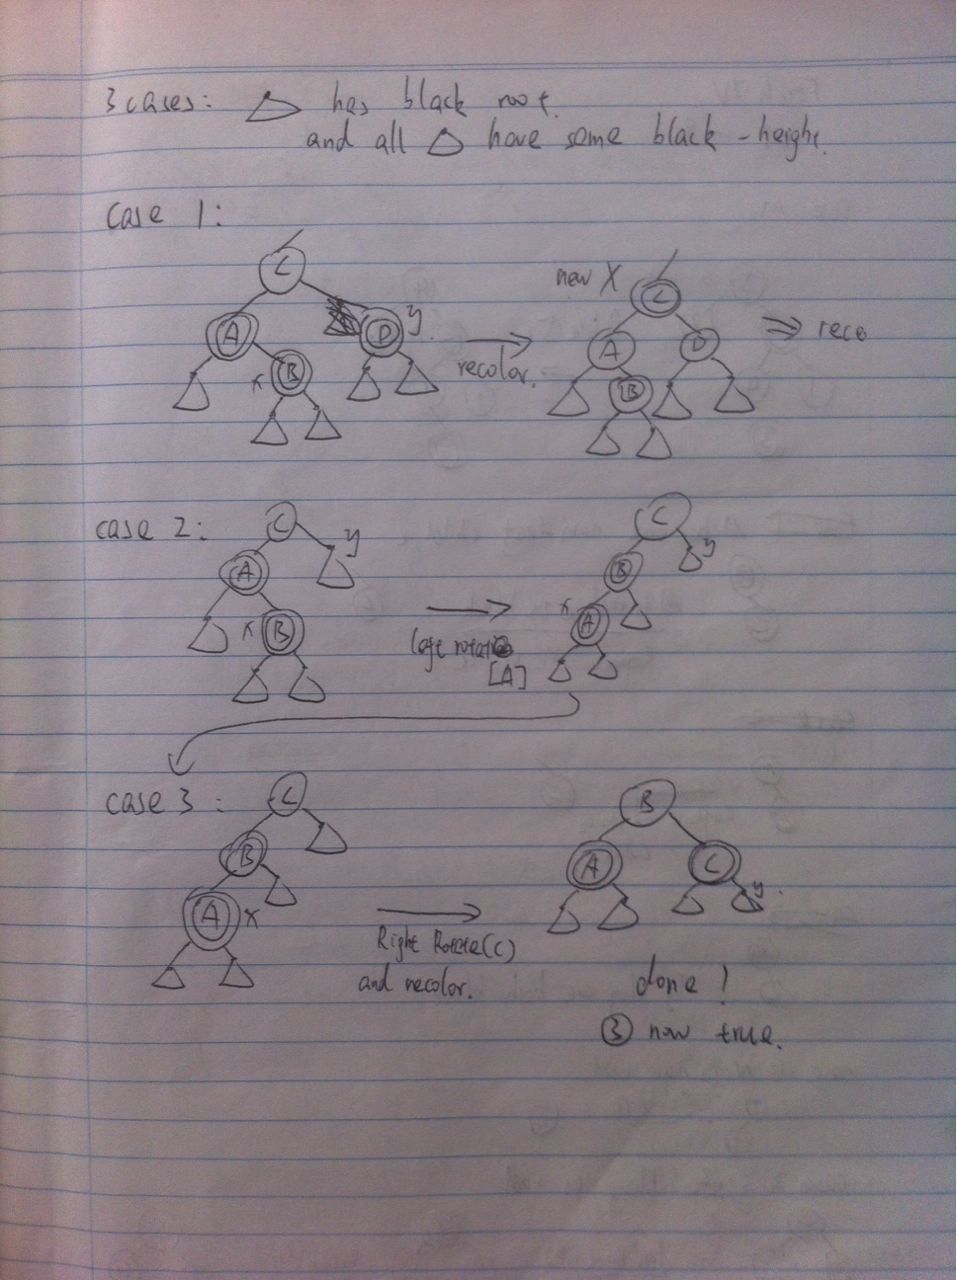 3 cases: has black root.
and all have same black-height.
case 1:
C
A
D
y
x
B
recolor.
new X
C
A
D
B
reco
case 2:
C
y
A
x
B
left rotate
[A]
C
y
B
x
A
case 3:
C
B
A
x
Right Rotate(C)
and recolor.
B
A
C
y
done!
③ now true.